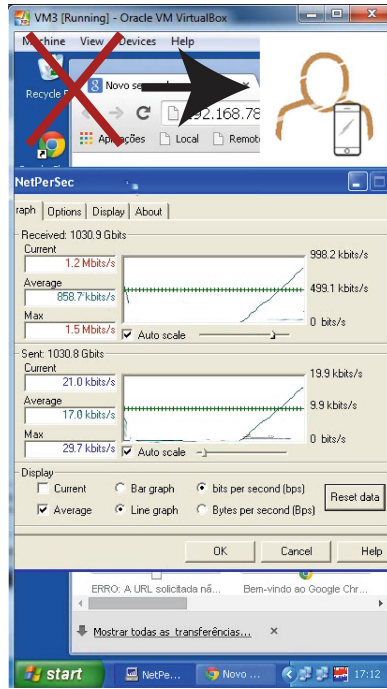 VM3 [Running] - Oracle VM VirtualBox
Machine View Devices Help
Recycle
Novo se
C 92.168.78
Aplicações Local Remot
NetPerSec
raph Options Display About
Received: 1030.9 Gbits
Current
1.2 Mbits/s
Average
858.7 kbits/s
Max
1.5 Mbits/s
998.2 kbits/s
499.1 kbits/s
0 bits/s
Auto scale
Sent: 1030.8 Gbits
Current
21.0 kbits/s
Average
17.0 kbits/s
Max
29.7 kbits/s
19.9 kbits/s
9.9 kbits/s
0 bits/s
Auto scale
Display
Current Bar graph bits per second (bps)
Average Line graph Bytes per second (Bps)
Reset data
OK Cancel Help
ERRO: A URL solicitada nã... Bem-vindo ao Google Chr...
Mostrar todas as transferências... ×
start NetPe... Novo ... 17:12